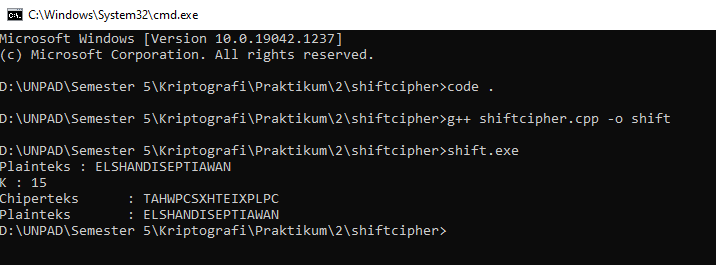 C:\Windows\System32\cmd.exe
Microsoft Windows [Version 10.0.19042.1237]
(c) Microsoft Corporation. All rights reserved.
D:\UNPAD\Semester 5\Kriptografi\Praktikum\2\shiftcipher>code .
D:\UNPAD\Semester 5\Kriptografi\Praktikum\2\shiftcipher>g++ shiftcipher.cpp -o shift
D:\UNPAD\Semester 5\Kriptografi\Praktikum\2\shiftcipher>shift.exe
Plainteks : ELSHANDISEPTIAWAN
K : 15
Chiperteks      : TAHWPCSXHTEIXPLPC
Plainteks       : ELSHANDISEPTIAWAN
D:\UNPAD\Semester 5\Kriptografi\Praktikum\2\shiftcipher>